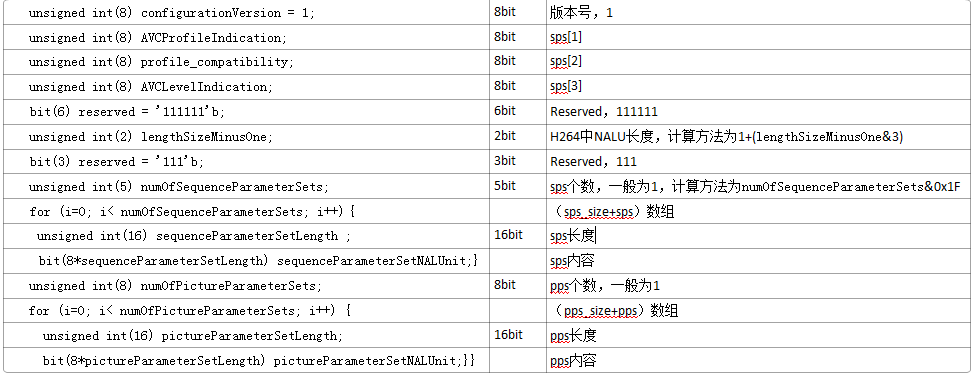 unsigned int(8) configurationVersion = 1; 8bit 版本号，1
unsigned int(8) AVCProfileIndication; 8bit sps[1]
unsigned int(8) profile_compatibility; 8bit sps[2]
unsigned int(8) AVCLevelIndication; 8bit sps[3]
bit(6) reserved = '111111'b; 6bit Reserved，111111
unsigned int(2) lengthSizeMinusOne; 2bit H264中NALU长度，计算方法为1+(lengthSizeMinusOne&3)
bit(3) reserved = '111'b; 3bit Reserved，111
unsigned int(5) numOfSequenceParameterSets; 5bit sps个数，一般为1，计算方法为numOfSequenceParameterSets&0x1F
for (i=0; i< numOfSequenceParameterSets; i++) { （sps_size+sps）数组
unsigned int(16) sequenceParameterSetLength ; 16bit sps长度
bit(8*sequenceParameterSetLength) sequenceParameterSetNALUnit;} sps内容
unsigned int(8) numOfPictureParameterSets; 8bit pps个数，一般为1
for (i=0; i< numOfPictureParameterSets; i++) { （pps_size+pps）数组
unsigned int(16) pictureParameterSetLength; 16bit pps长度
bit(8*pictureParameterSetLength) pictureParameterSetNALUnit;}} pps内容